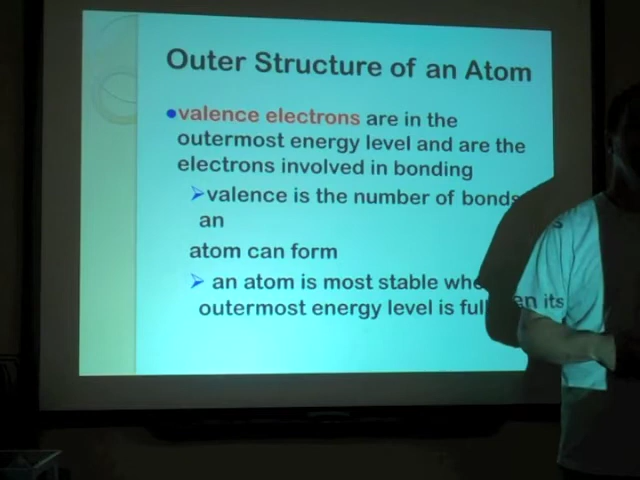 Outer Structure of an Atom
valence electrons are in the
outermost energy level and are the
electrons involved in bonding
valence is the number of bonds
an
atom can form
an atom is most stable when its
outermost energy level is full